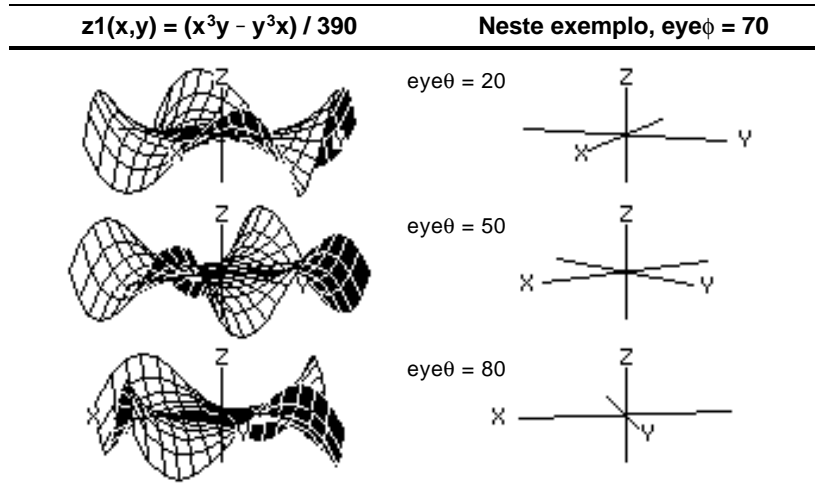 z1(x,y) = (x³y – y³x) / 390 Neste exemplo, eyeϕ = 70
Z eyeθ = 20 Z
X Y
Z eyeθ = 50 Z
Y X Y
Z eyeθ = 80 Z
X Y X Y